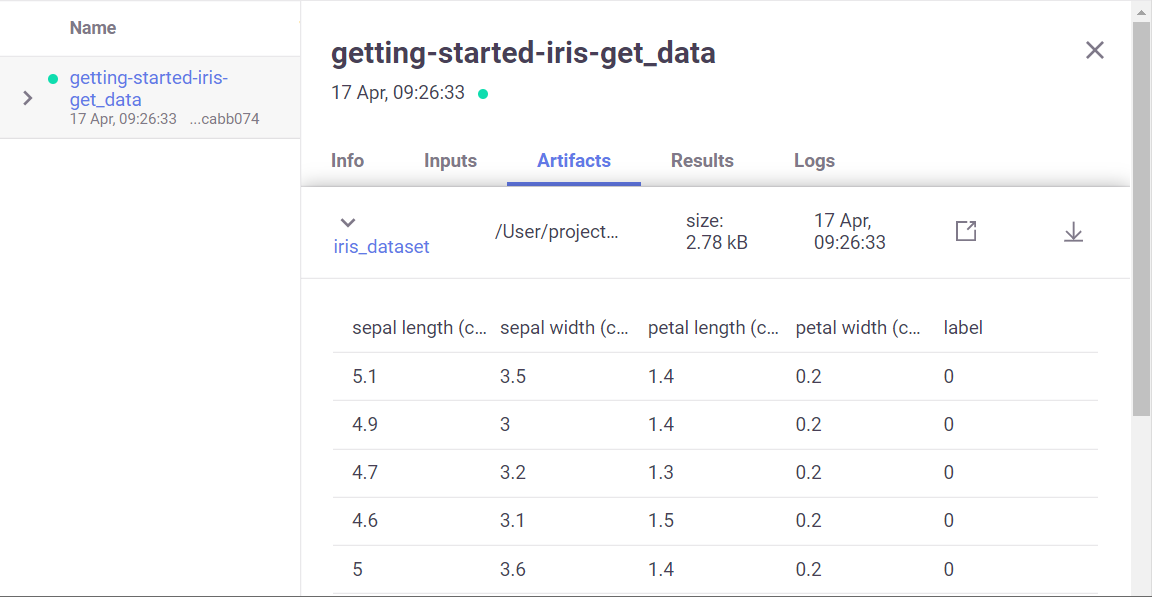 Name
getting-started-iris-
get_data
17 Apr, 09:26:33 ...cabb074
getting-started-iris-get_data
17 Apr, 09:26:33
Info Inputs Artifacts Results Logs
iris_dataset
/User/project...
size:
2.78 kB
17 Apr,
09:26:33
sepal length (c... sepal width (c... petal length (c... petal width (c... label
5.1 3.5 1.4 0.2 0
4.9 3 1.4 0.2 0
4.7 3.2 1.3 0.2 0
4.6 3.1 1.5 0.2 0
5 3.6 1.4 0.2 0